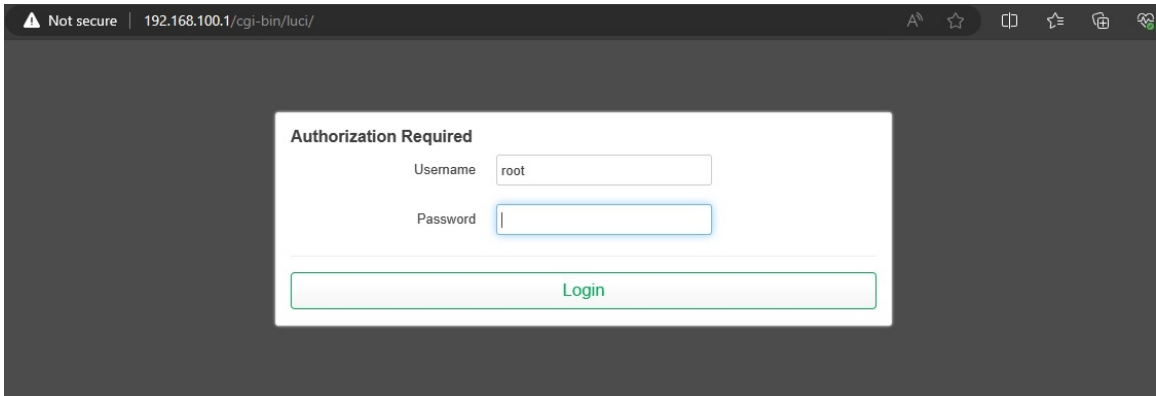 Not secure 192.168.100.1/cgi-bin/luci/ A
Authorization Required
Username root
Password
Login